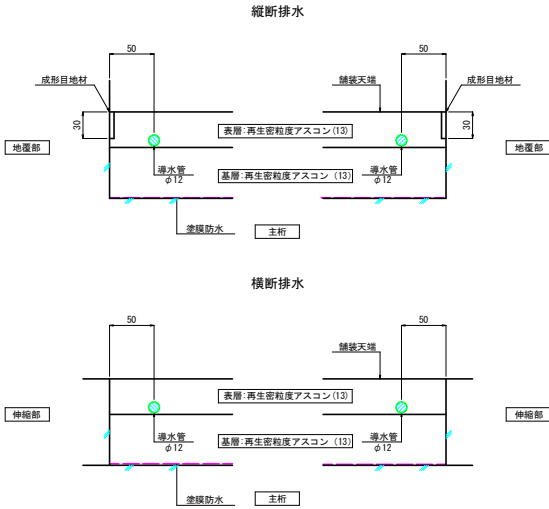 縦断排水
50
50
成形目地材
舗装天端
成形目地材
30
30
表層:再生密粒度アスコン(13)
地覆部
地覆部
導水管
φ12
基層:再生密粒度アスコン (13)
導水管
φ12
塗膜防水
主桁
横断排水
50
50
舗装天端
表層:再生密粒度アスコン(13)
伸縮部
伸縮部
導水管
φ12
基層:再生密粒度アスコン (13)
導水管
φ12
塗膜防水
主桁